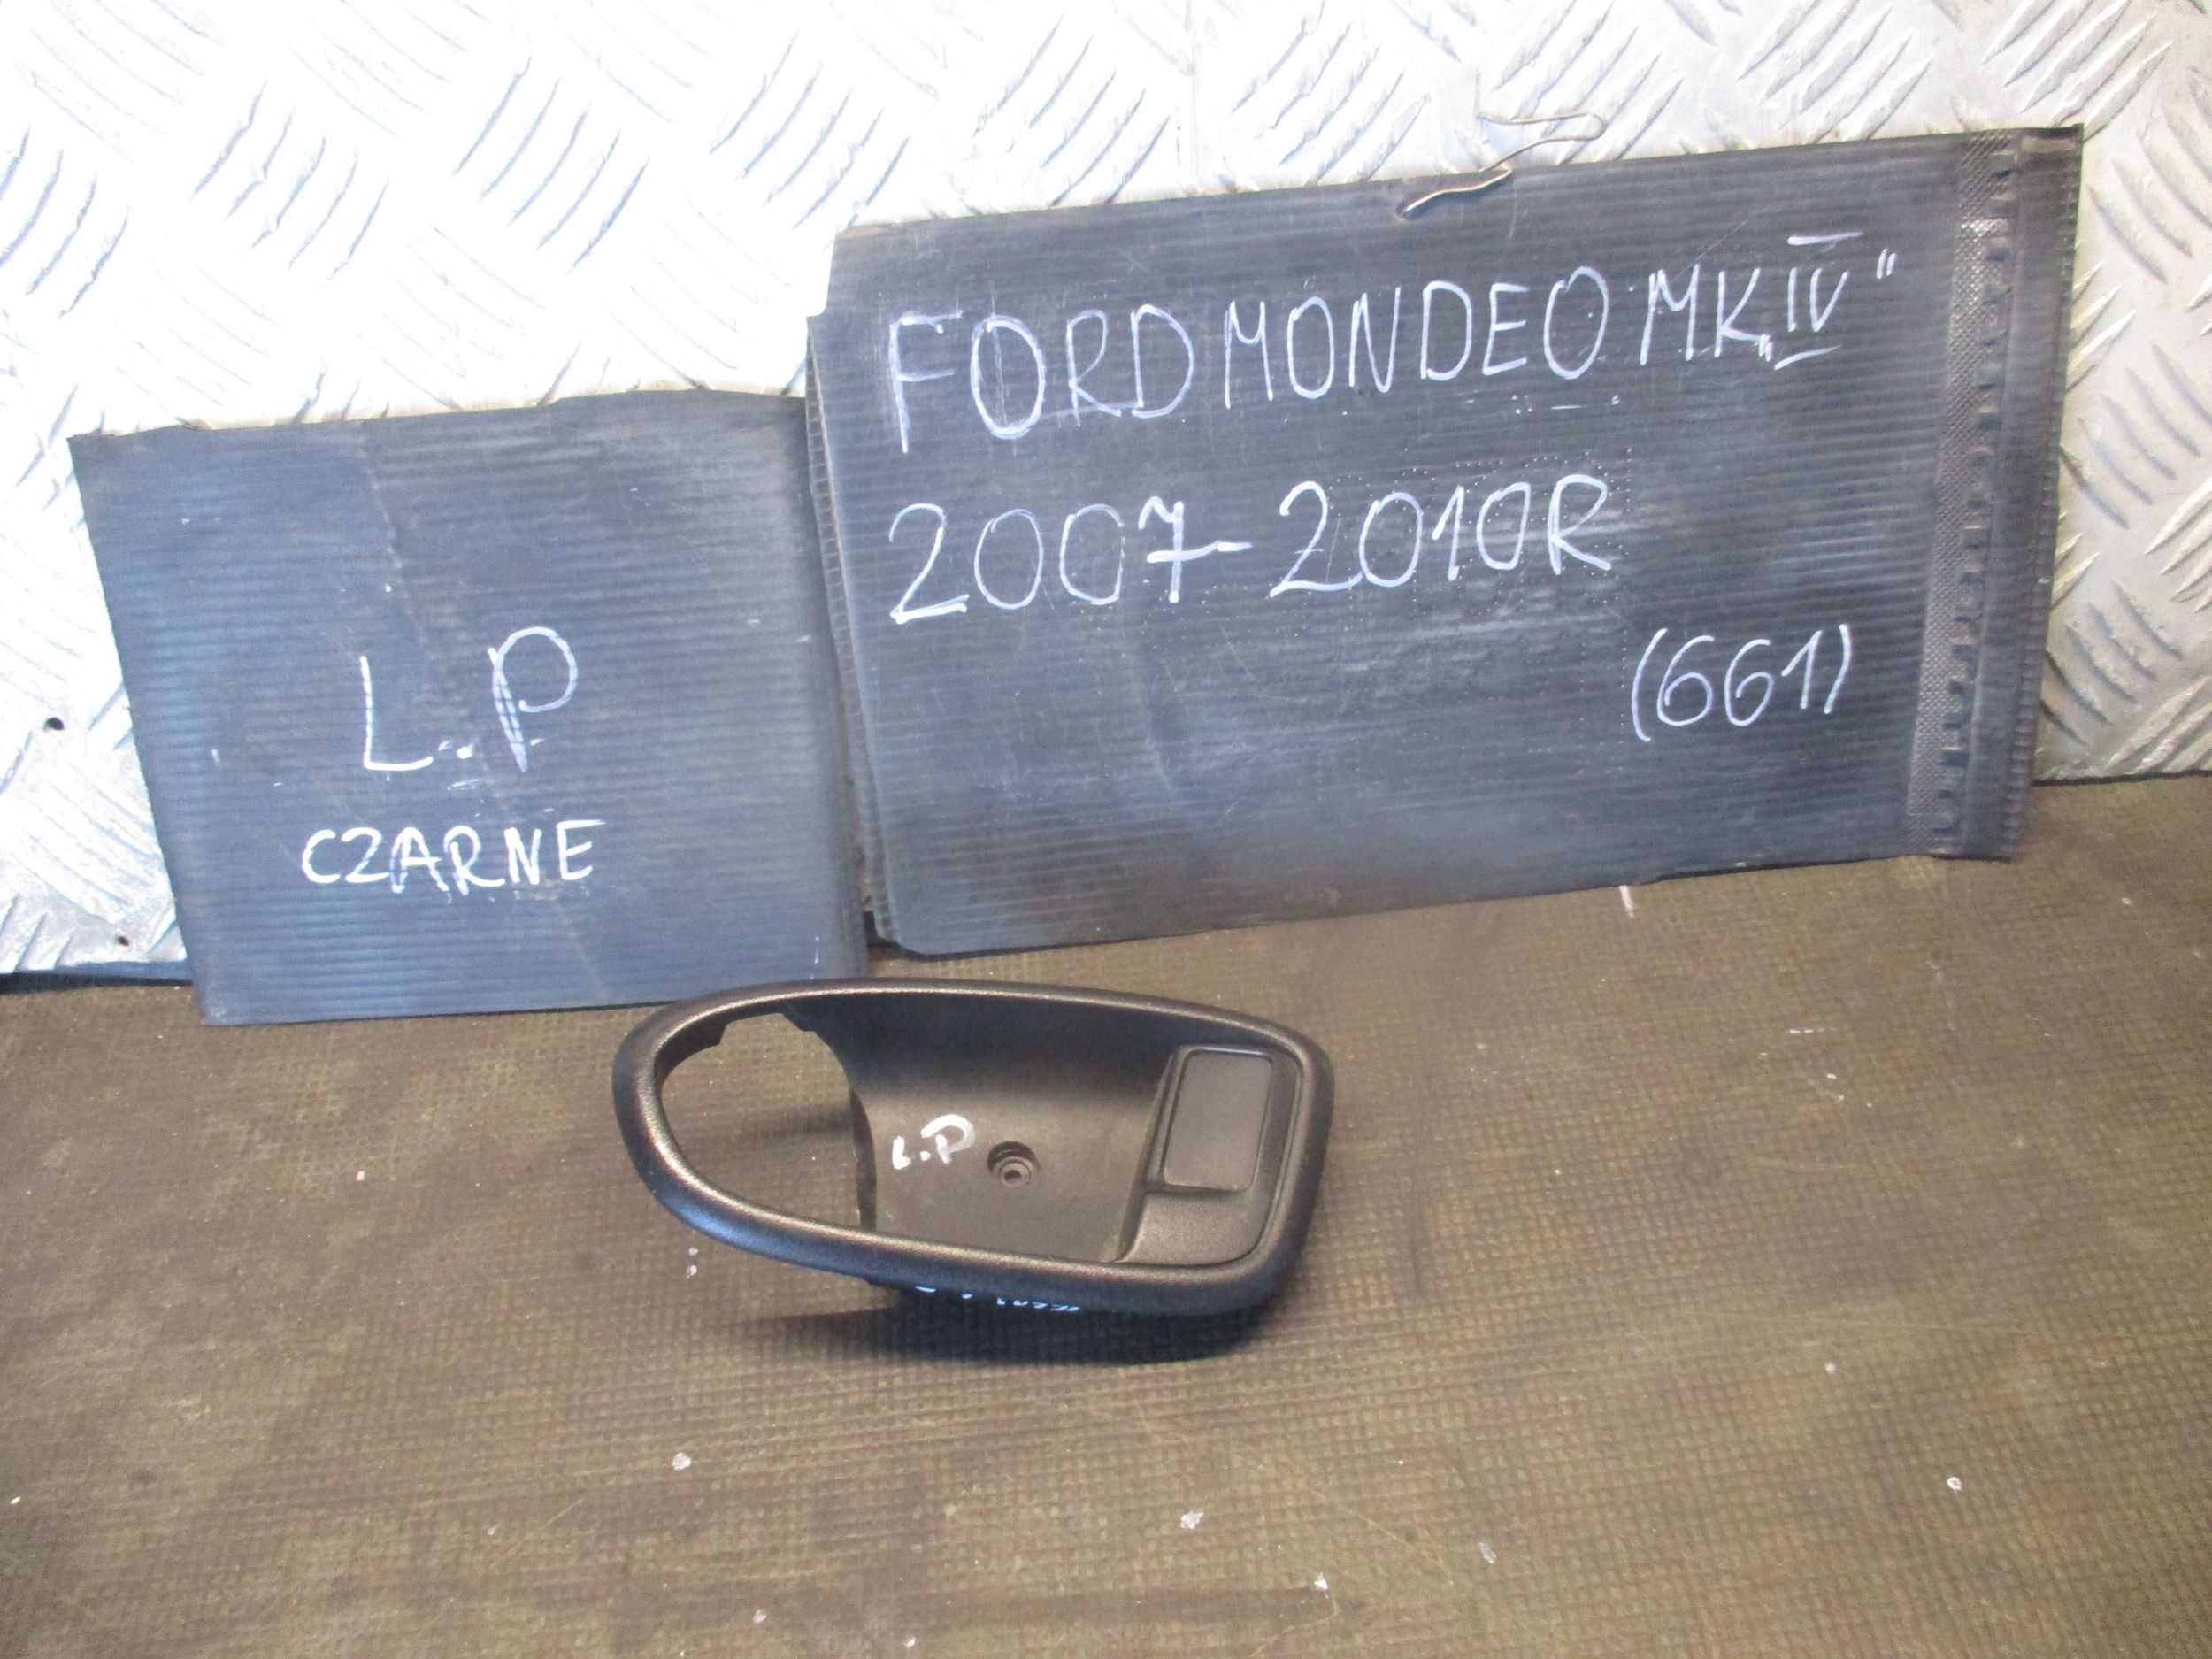 L.P
CZARNE
FORD MONDEO MK „IV"
2007-2010R
(661)
L.P